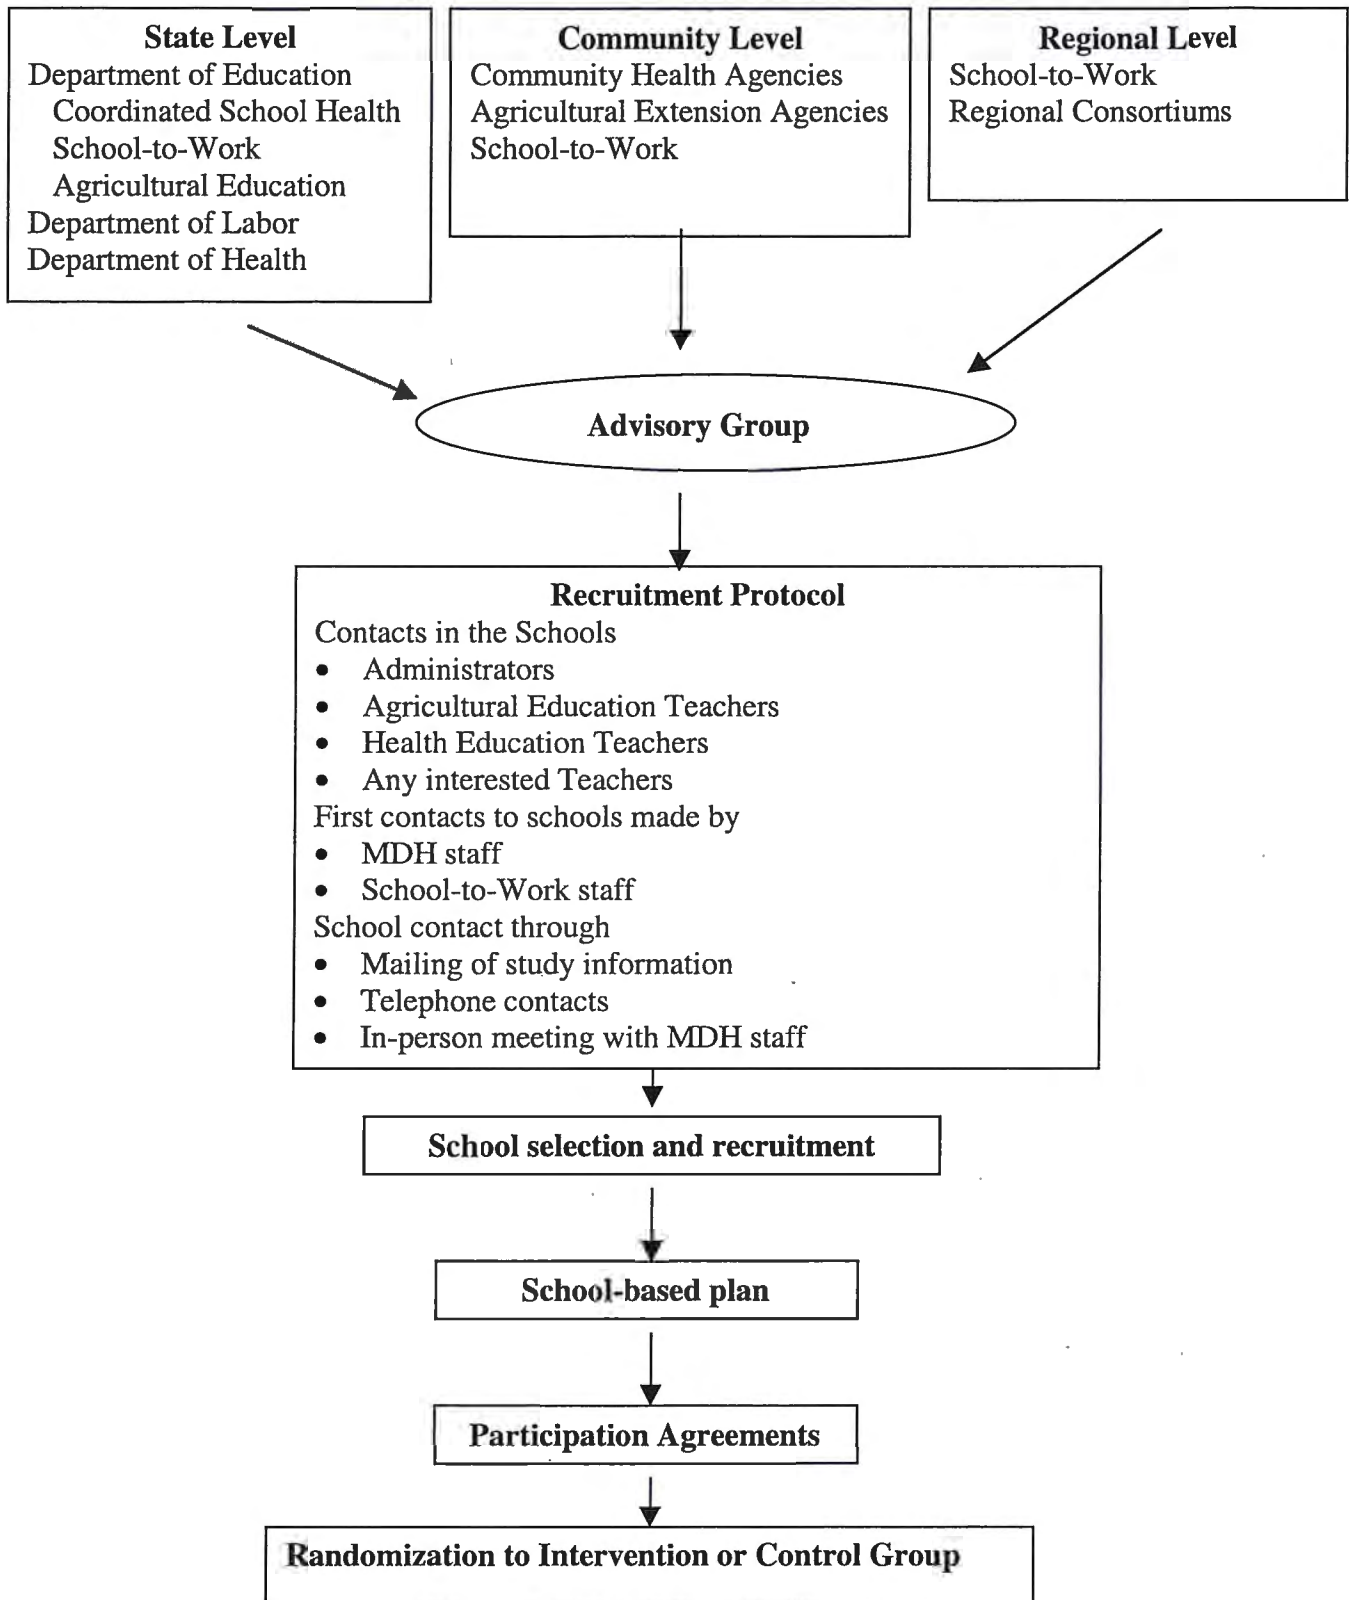 State Level
Department of Education
Coordinated School Health
School-to-Work
Agricultural Education
Department of Labor
Department of Health
Community Level
Community Health Agencies
Agricultural Extension Agencies
School-to-Work
Regional Level
School-to-Work
Regional Consortiums
Advisory Group
Recruitment Protocol
Contacts in the Schools
• Administrators
• Agricultural Education Teachers
• Health Education Teachers
• Any interested Teachers
First contacts to schools made by
• MDH staff
• School-to-Work staff
School contact through
• Mailing of study information
• Telephone contacts
• In-person meeting with MDH staff
School selection and recruitment
School-based plan
Participation Agreements
Randomization to Intervention or Control Group